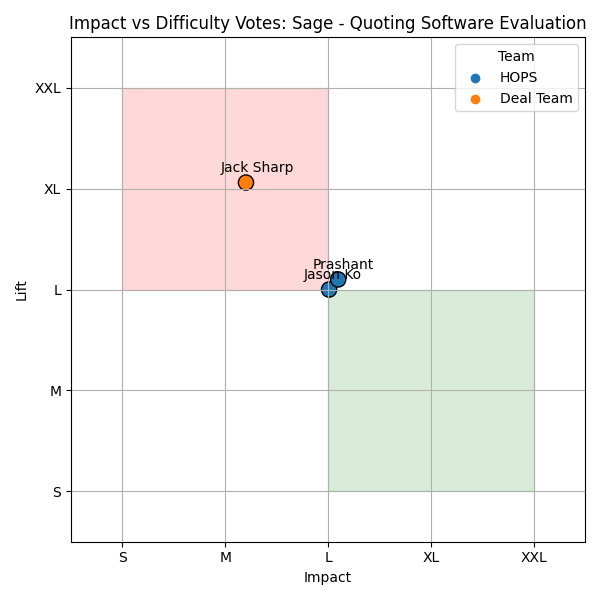 Impact vs Difficulty Votes: Sage - Quoting Software Evaluation
Team
HOPS
Deal Team
XXL
Jack Sharp
XL
Prashant
Jason Ko
L
Lift
M
S
S
M
L
XL
XXL
Impact